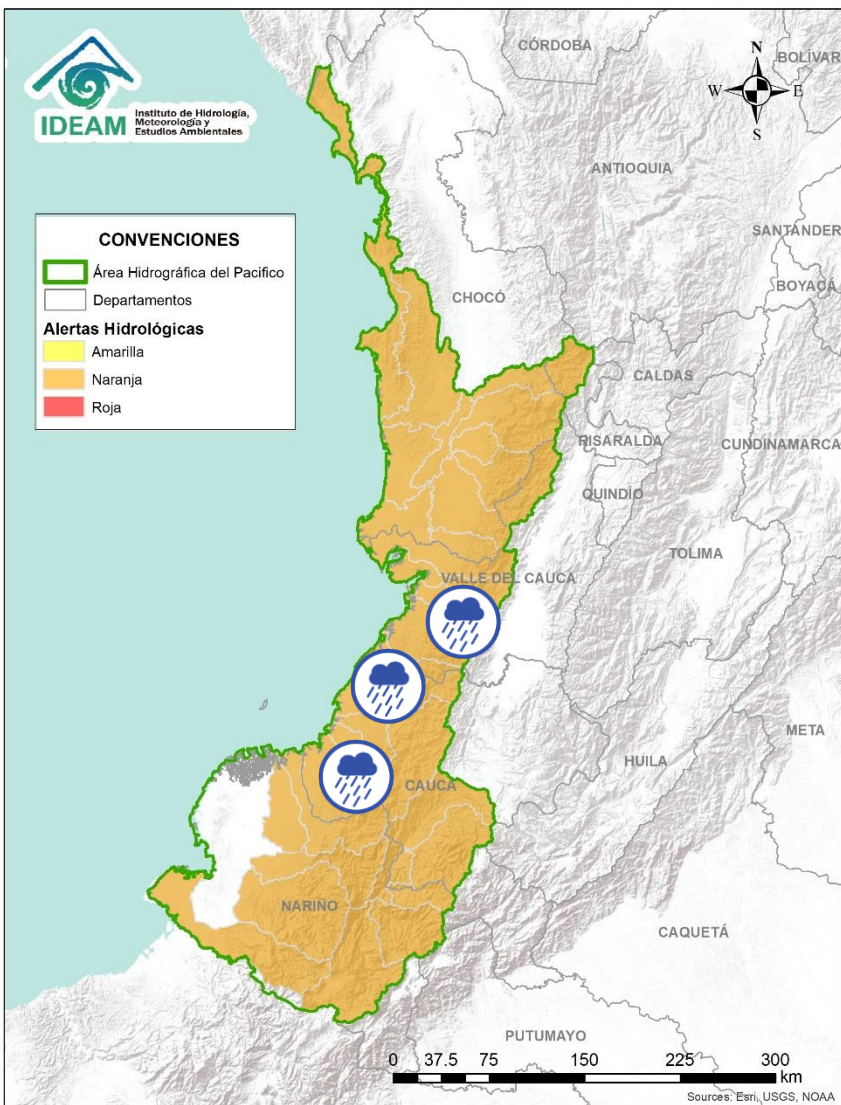 IDEAM
Instituto de Hidrología,
Meteorología y
Estudios Ambientales
N
W
E
S
CÓRDOBA
BOLÍVAR
ANTIOQUIA
SANTANDER
BOYACÁ
CONVENCIONES
Área Hidrográfica del Pacifico
Departamentos
Alertas Hidrológicas
Amarilla
Naranja
Roja
CHOCÓ
CALDAS
RISARALDA
CUNDINAMARCA
QUINDÍO
TOLIMA
VALLE DEL CAUCA
META
HUILA
CAUCA
NARIÑO
CAQUETÁ
PUTUMAYO
0 37.5 75 150 225 300
km
Sources: Esri, USGS, NOAA